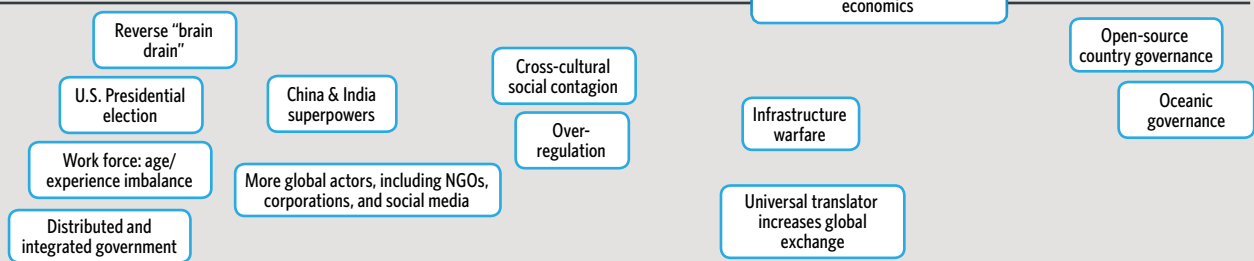 economics
Reverse “brain
drain”
U.S. Presidential
election
Work force: age/
experience imbalance
Distributed and
integrated government
China & India
superpowers
More global actors, including NGOs,
corporations, and social media
Cross-cultural
social contagion
Over-
regulation
Infrastructure
warfare
Universal translator
increases global
exchange
Open-source
country governance
Oceanic
governance